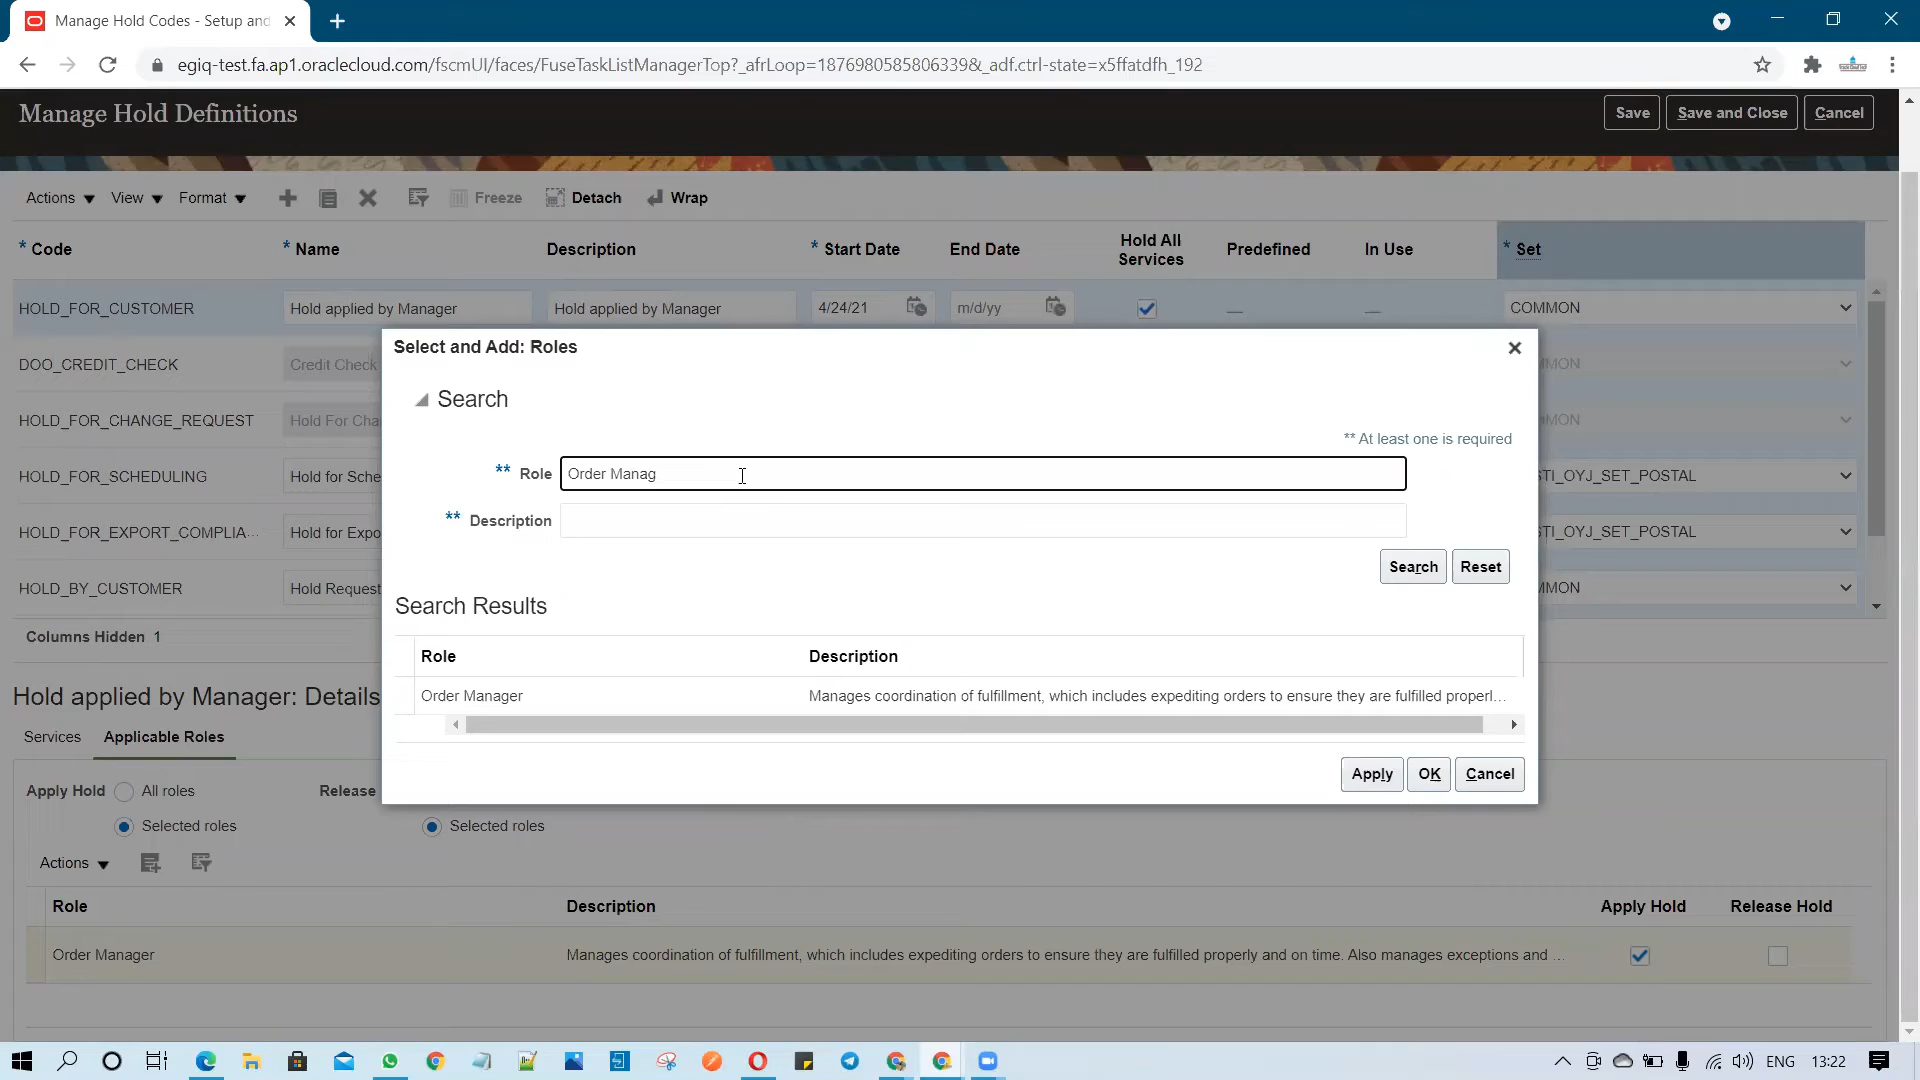 Manage Hold Codes - Setup and
egiq-test.fa.ap1.oraclecloud.com/fscmUI/faces/FuseTaskListManagerTop?_afrLoop=18769805850806339&_adf.ctrl-state=x5ffatdfh_192
Manage Hold Definitions
Save
Save and Close
Cancel
Actions
View
Format
Freeze
Detach
Wrap
* Code
* Name
Description
* Start Date
End Date
Hold All Services
Predefined
In Use
* Set
HOLD_FOR_CUSTOMER
Hold applied by Manager
Hold applied by Manager
4/24/21
m/d/yy
COMMON
DOO_CREDIT_CHECK
Credit Check
MMON
HOLD_FOR_CHANGE_REQUEST
Hold For Cha
MMON
HOLD_FOR_SCHEDULING
Hold for Sche
STI_OYJ_SET_POSTAL
HOLD_FOR_EXPORT_COMPLIA...
Hold for Expo
STI_OYJ_SET_POSTAL
HOLD_BY_CUSTOMER
Hold Request
MMON
Columns Hidden 1
Select and Add: Roles
Search
** At least one is required
** Role
Order Manag
** Description
Search
Reset
Search Results
Role
Description
Order Manager
Manages coordination of fulfillment, which includes expediting orders to ensure they are fulfilled properl...
Apply
OK
Cancel
Hold applied by Manager: Details
Services
Applicable Roles
Apply Hold
All roles
Release
Selected roles
Selected roles
Actions
Role
Description
Apply Hold
Release Hold
Order Manager
Manages coordination of fulfillment, which includes expediting orders to ensure they are fulfilled properly and on time. Also manages exceptions and ...
ENG
13:22